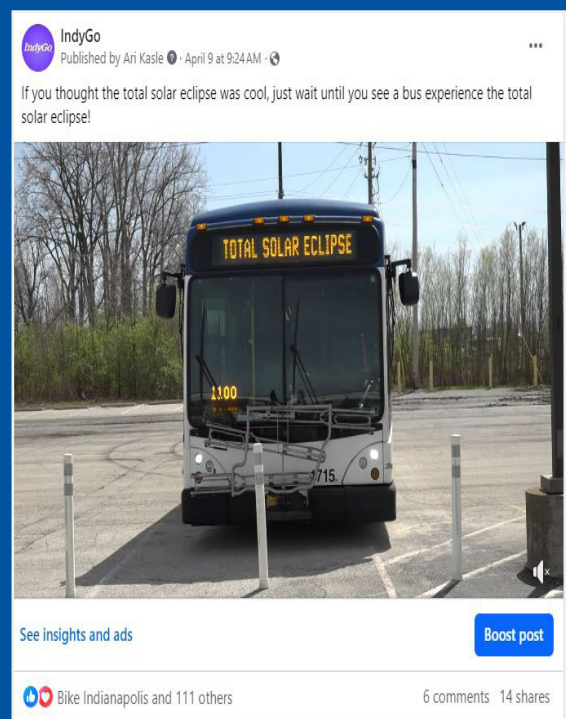 IndyGo
IndyGo
Published by Ari Kasle · April 9 at 9:24 AM ·
If you thought the total solar eclipse was cool, just wait until you see a bus experience the total
solar eclipse!
TOTAL SOLAR ECLIPSE
1100
1715
See insights and ads
Boost post
Bike Indianapolis and 111 others
6 comments 14 shares